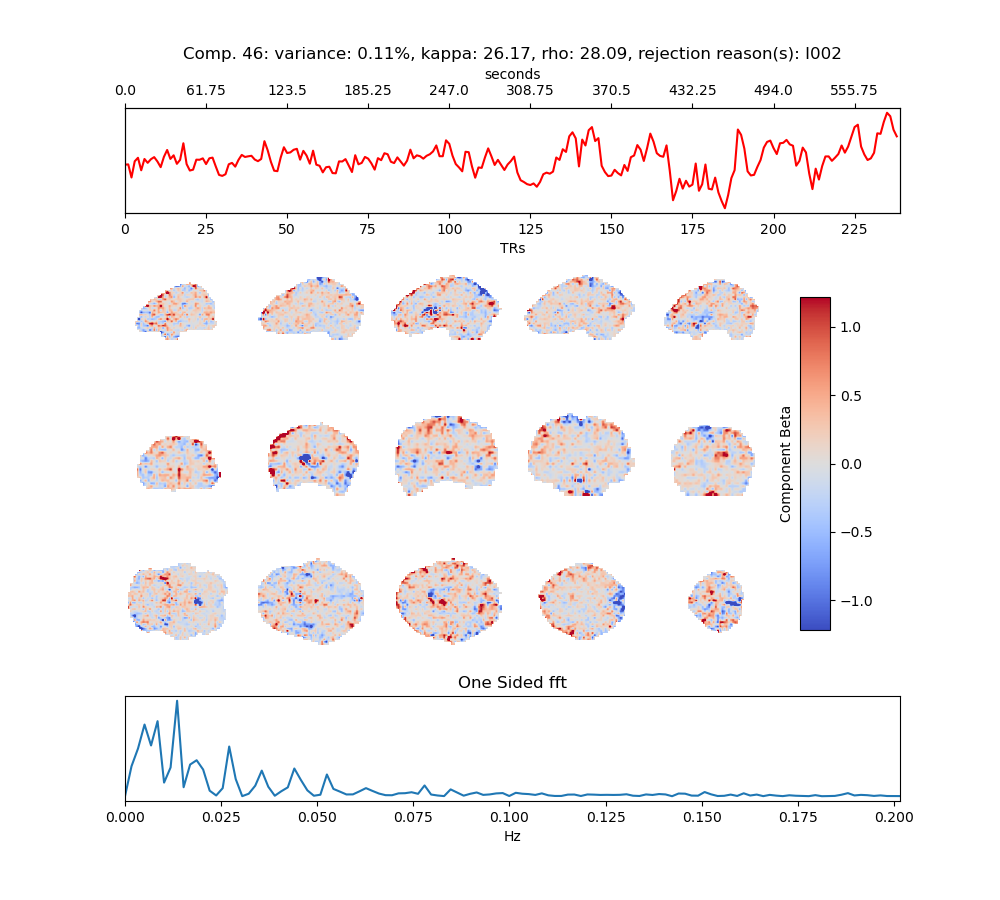 Comp. 46: variance: 0.11%, kappa: 26.17, rho: 28.09, rejection reason(s): I002
seconds
0.0 61.75 123.5 185.25 247.0 308.75 370.5 432.25 494.0 555.75
0 25 50 75 100 125 150 175 200 225
TRs
Component Beta
1.0
0.5
0.0
−0.5
−1.0
One Sided fft
0.000 0.025 0.050 0.075 0.100 0.125 0.150 0.175 0.200
Hz